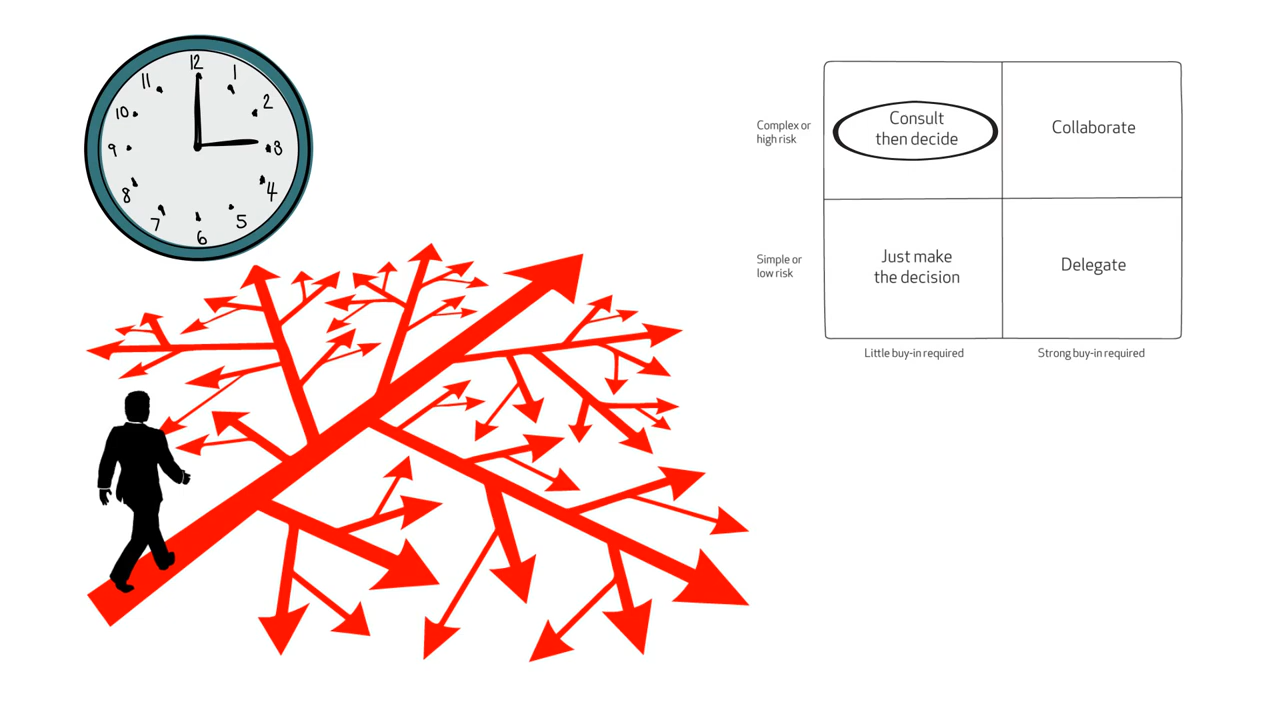 12
1
2
3
4
5
6
7
8
9
10
11
Complex or
high risk
Consult
then decide
Collaborate
Simple or
low risk
Just make
the decision
Delegate
Little buy-in required
Strong buy-in required